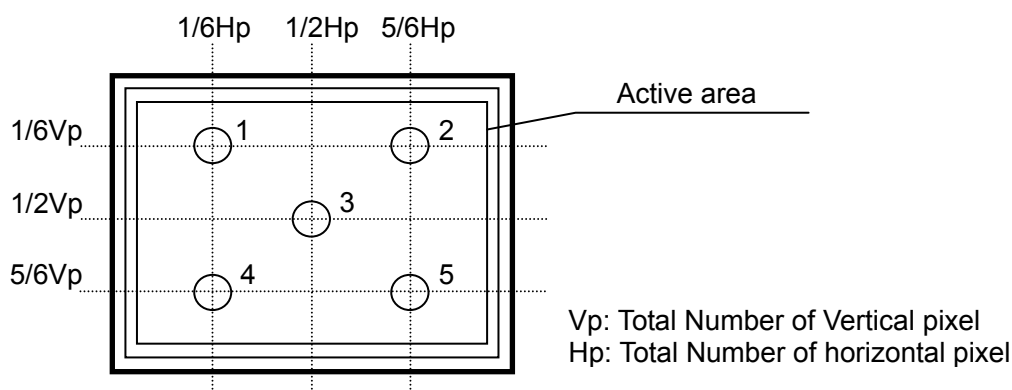 1/6Hp 1/2Hp 5/6Hp
Active area
1/6Vp 1 2
1/2Vp 3
5/6Vp 4 5
Vp: Total Number of Vertical pixel
Hp: Total Number of horizontal pixel